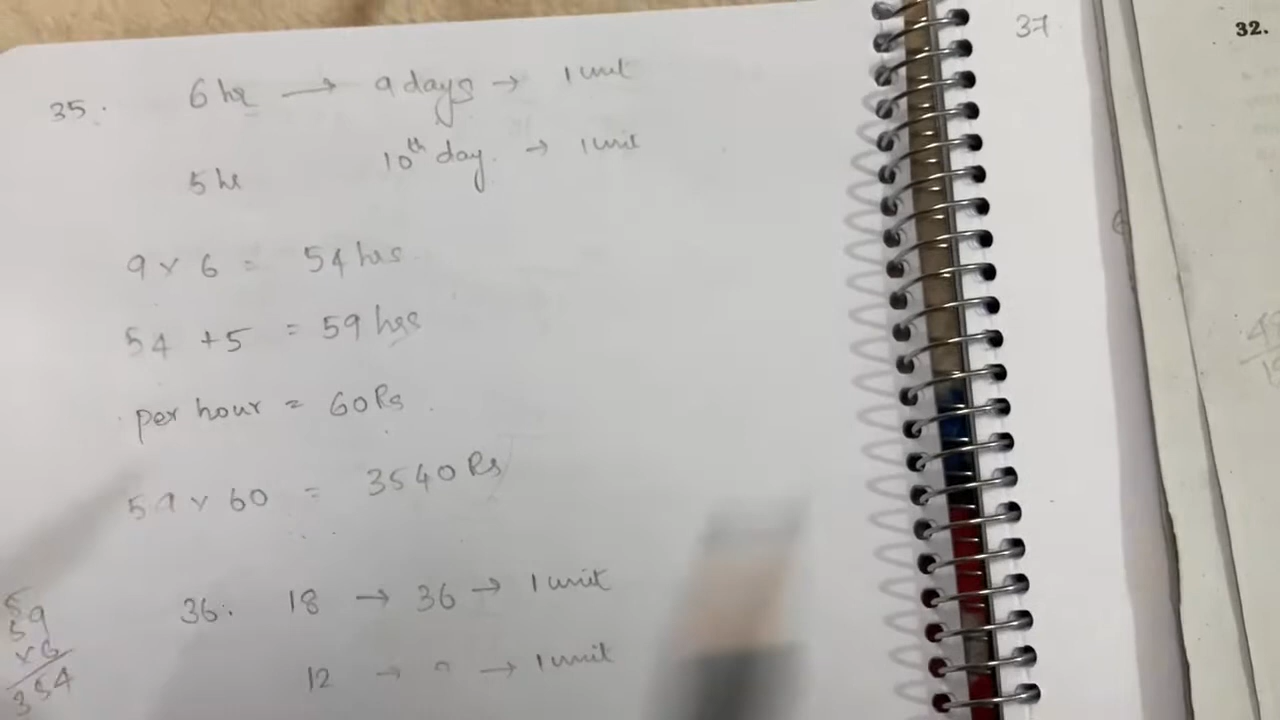 35. 6 hr → 9 days → 1 unit
5 hr 10th day. → 1 unit
9 x 6 = 54 hrs
54 + 5 = 59 hrs
per hour = 60 Rs
59 x 60 = 3540 Rs
59
x6
354
36. 18 → 36 → 1 unit
12 → ? → 1 unit
37
32.